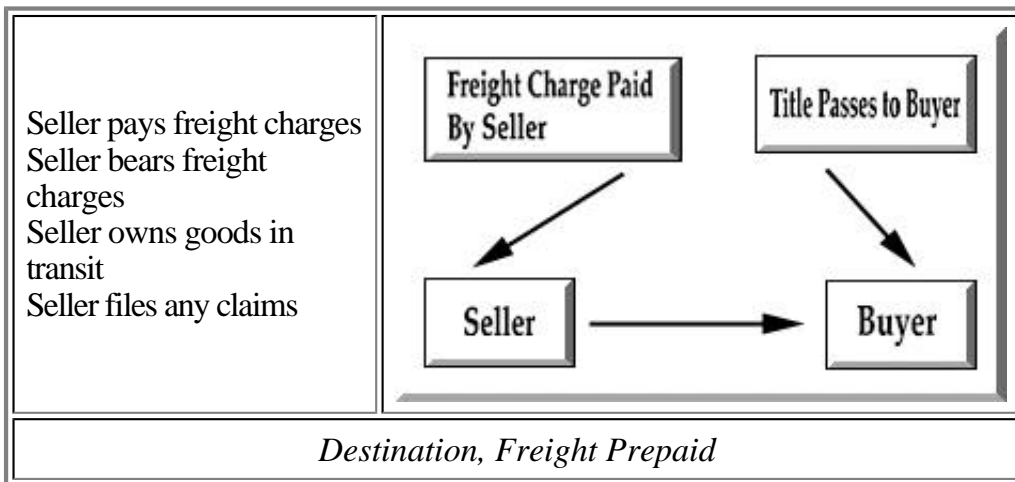 Seller pays freight charges
Seller bears freight
charges
Seller owns goods in
transit
Seller files any claims
Freight Charge Paid
By Seller
Title Passes to Buyer
Seller
Buyer
Destination, Freight Prepaid